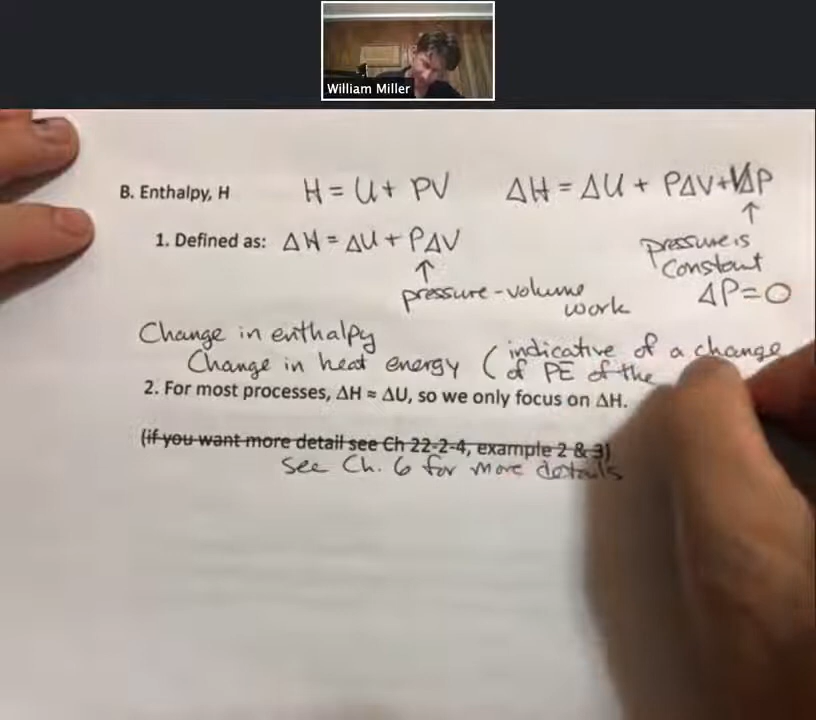 William Miller
B. Enthalpy, H H = U + PV ΔH = ΔU + PΔV + VΔP
↑
1. Defined as: ΔH = ΔU + PΔV pressure is
↑ constant
pressure-volume ΔP = 0
work
Change in enthalpy
Change in heat energy (indicative of a change
of PE of the
2. For most processes, ΔH ≈ ΔU, so we only focus on ΔH.
(if you want more detail see Ch 22-2-4, example 2 & 3)
see Ch. 6 for more details